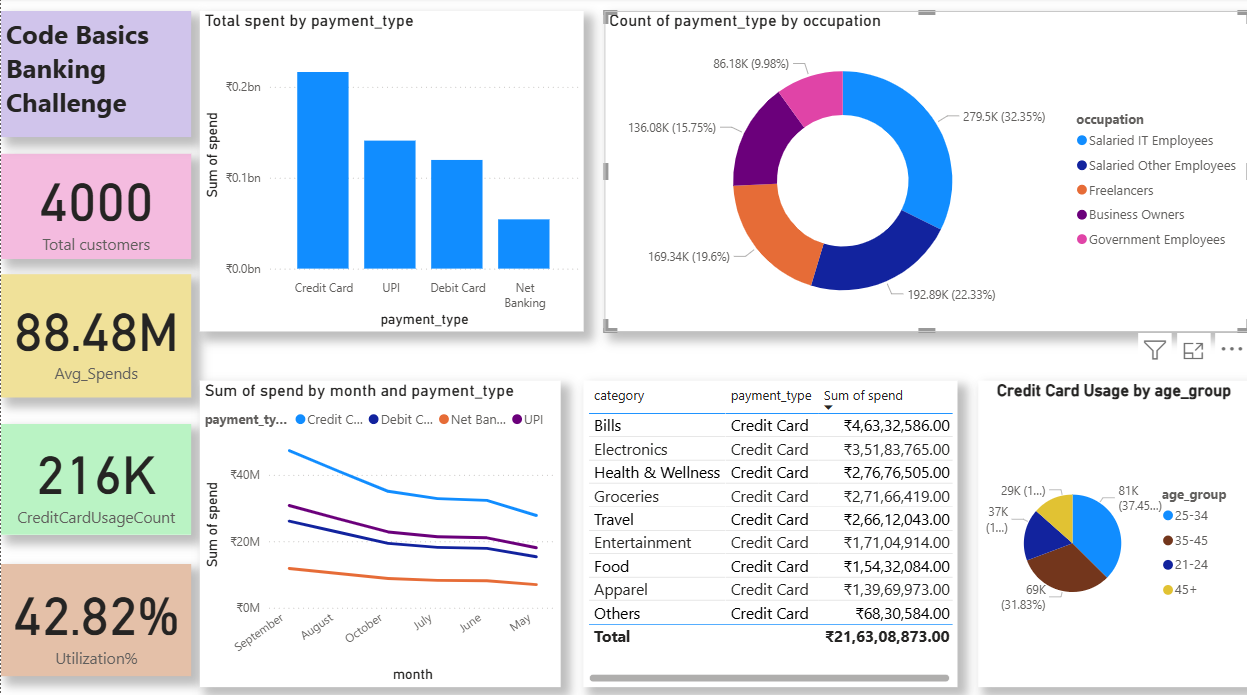 Code Basics
Banking
Challenge
4000
Total customers
88.48M
Avg_Spends
216K
CreditCardUsageCount
42.82%
Utilization%
Total spent by payment_type
Sum of spend
₹0.2bn
₹0.1bn
₹0.0bn
Credit Card
UPI
Debit Card
Net
Banking
payment_type
Count of payment_type by occupation
86.18K (9.98%)
136.08K (15.75%)
169.34K (19.6%)
279.5K (32.35%)
192.89K (22.33%)
occupation
Salaried IT Employees
Salaried Other Employees
Freelancers
Business Owners
Government Employees
Sum of spend by month and payment_type
payment_ty... Credit C... Debit C... Net Ban... UPI
Sum of spend
₹40M
₹20M
₹0M
September
August
October
July
June
May
month
category payment_type Sum of spend
Bills Credit Card ₹4,63,32,586.00
Electronics Credit Card ₹3,51,83,765.00
Health & Wellness Credit Card ₹2,76,76,505.00
Groceries Credit Card ₹2,71,66,419.00
Travel Credit Card ₹2,66,12,043.00
Entertainment Credit Card ₹1,71,04,914.00
Food Credit Card ₹1,54,32,084.00
Apparel Credit Card ₹1,39,69,973.00
Others Credit Card ₹68,30,584.00
Total ₹21,63,08,873.00
Credit Card Usage by age_group
29K (1...)
37K
(1...)
69K
(31.83%)
81K
(37.45...)
age_group
25-34
35-45
21-24
45+